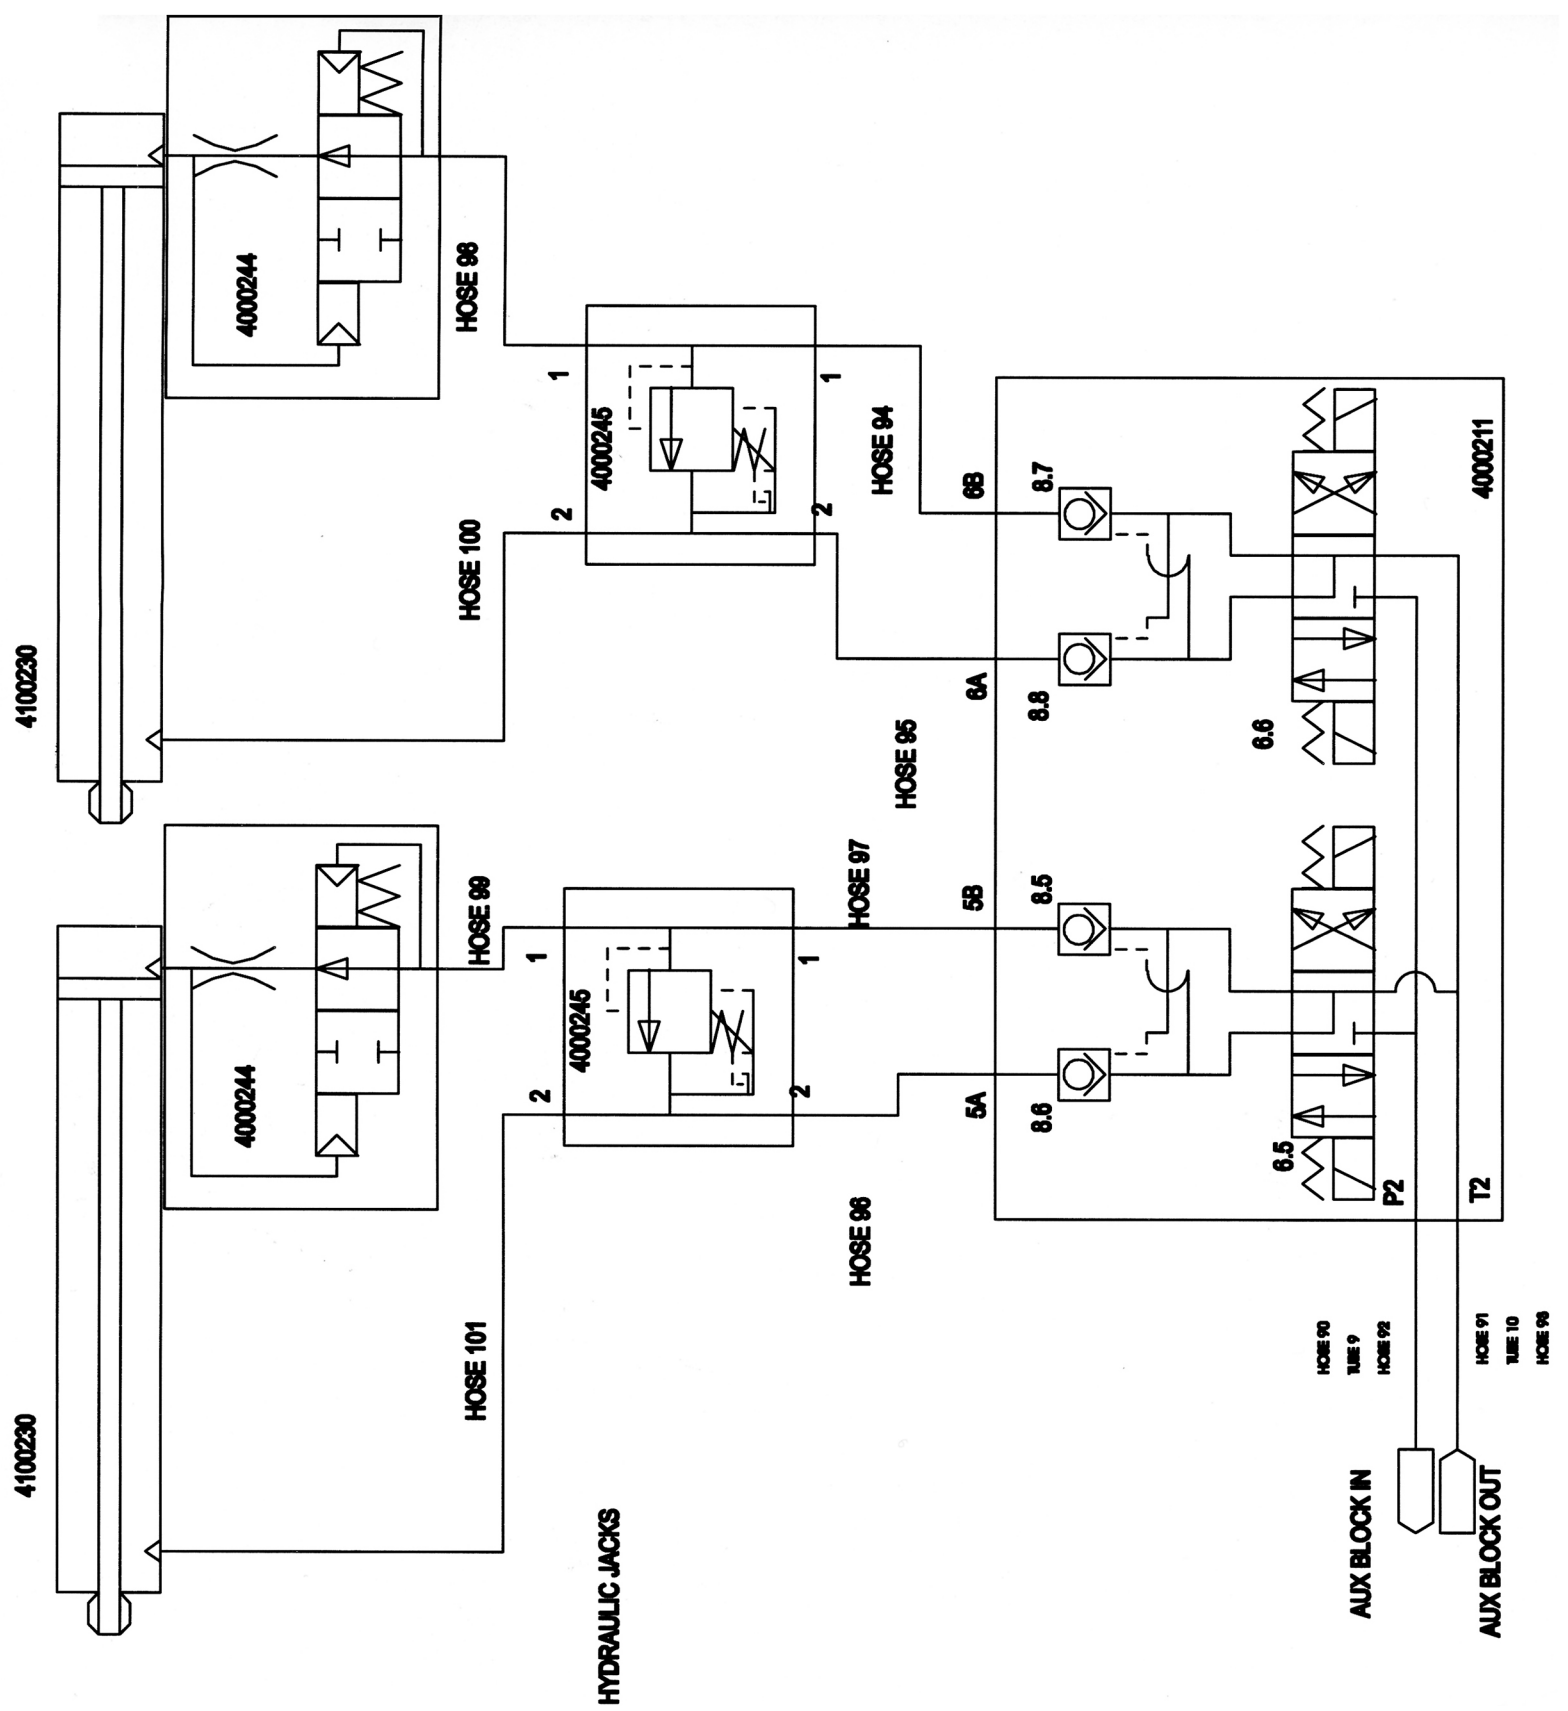 4100230
4100230
4000244
4000244
HOSE 98
HOSE 100
HOSE 99
HOSE 101
1
2
4000245
1
2
1
2
4000245
1
2
HYDRAULIC JACKS
HOSE 94
HOSE 95
HOSE 97
HOSE 96
6B
6A
5B
5A
8.7
8.8
8.5
8.6
6.6
6.5
4000211
P2
T2
HOSE 90
TUBE 9
HOSE 92
HOSE 91
TUBE 10
HOSE 93
AUX BLOCK IN
AUX BLOCK OUT